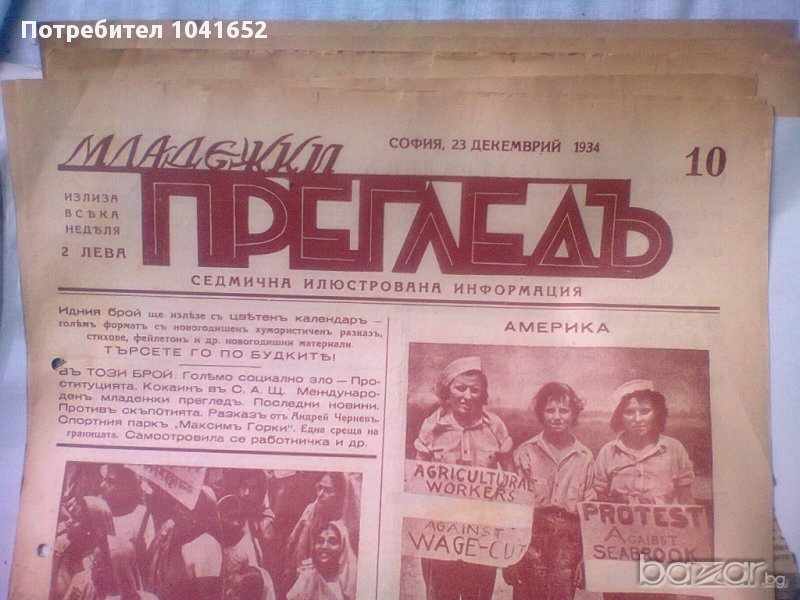 Потребител 1041652
МЛАДЕЖКИ
СОФИЯ, 23 ДЕКЕМВРИЙ 1934
10
ИЗЛИЗА
ВСѢКА
НЕДѢЛЯ
2 ЛЕВА
ПРЕГЛЕДЪ
СЕДМИЧНА ИЛЮСТРОВАНА ИНФОРМАЦИЯ
Идния брой ще излѣзе съ цвѣтенъ календаръ —
голѣмъ форматъ съ новогодишенъ хумористиченъ разказъ,
стихове, фейлетонъ и др. новогодишни материали.
ТЪРСЕТЕ ГО ПО БУДКИТѢ!
ВЪ ТОЗИ БРОЙ: Голѣмо социално зло — Про-
ституцията. Кокаинъ въ С. А. Щ. Междунаро-
денъ младежки прегледъ. Последни новини.
Противъ скѫпотията. Разказъ отъ Андрей Черневъ.
Спортния паркъ „Максимъ Горки". Една среща на
границата. Самоотровила се работничка и др.
АМЕРИКА
AGRICULTURAL
WORKERS
AGAINST
WAGE-CUT
PROTEST
AGAINST
SEABROOK
bazar.bg